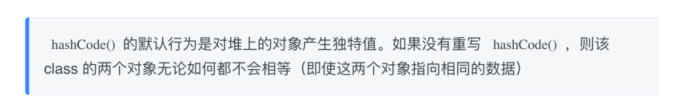 hashCode() 的默认行为是对堆上的对象产生独特值。如果没有重写 hashCode() ，则该
class 的两个对象无论如何都不会相等（即使这两个对象指向相同的数据）